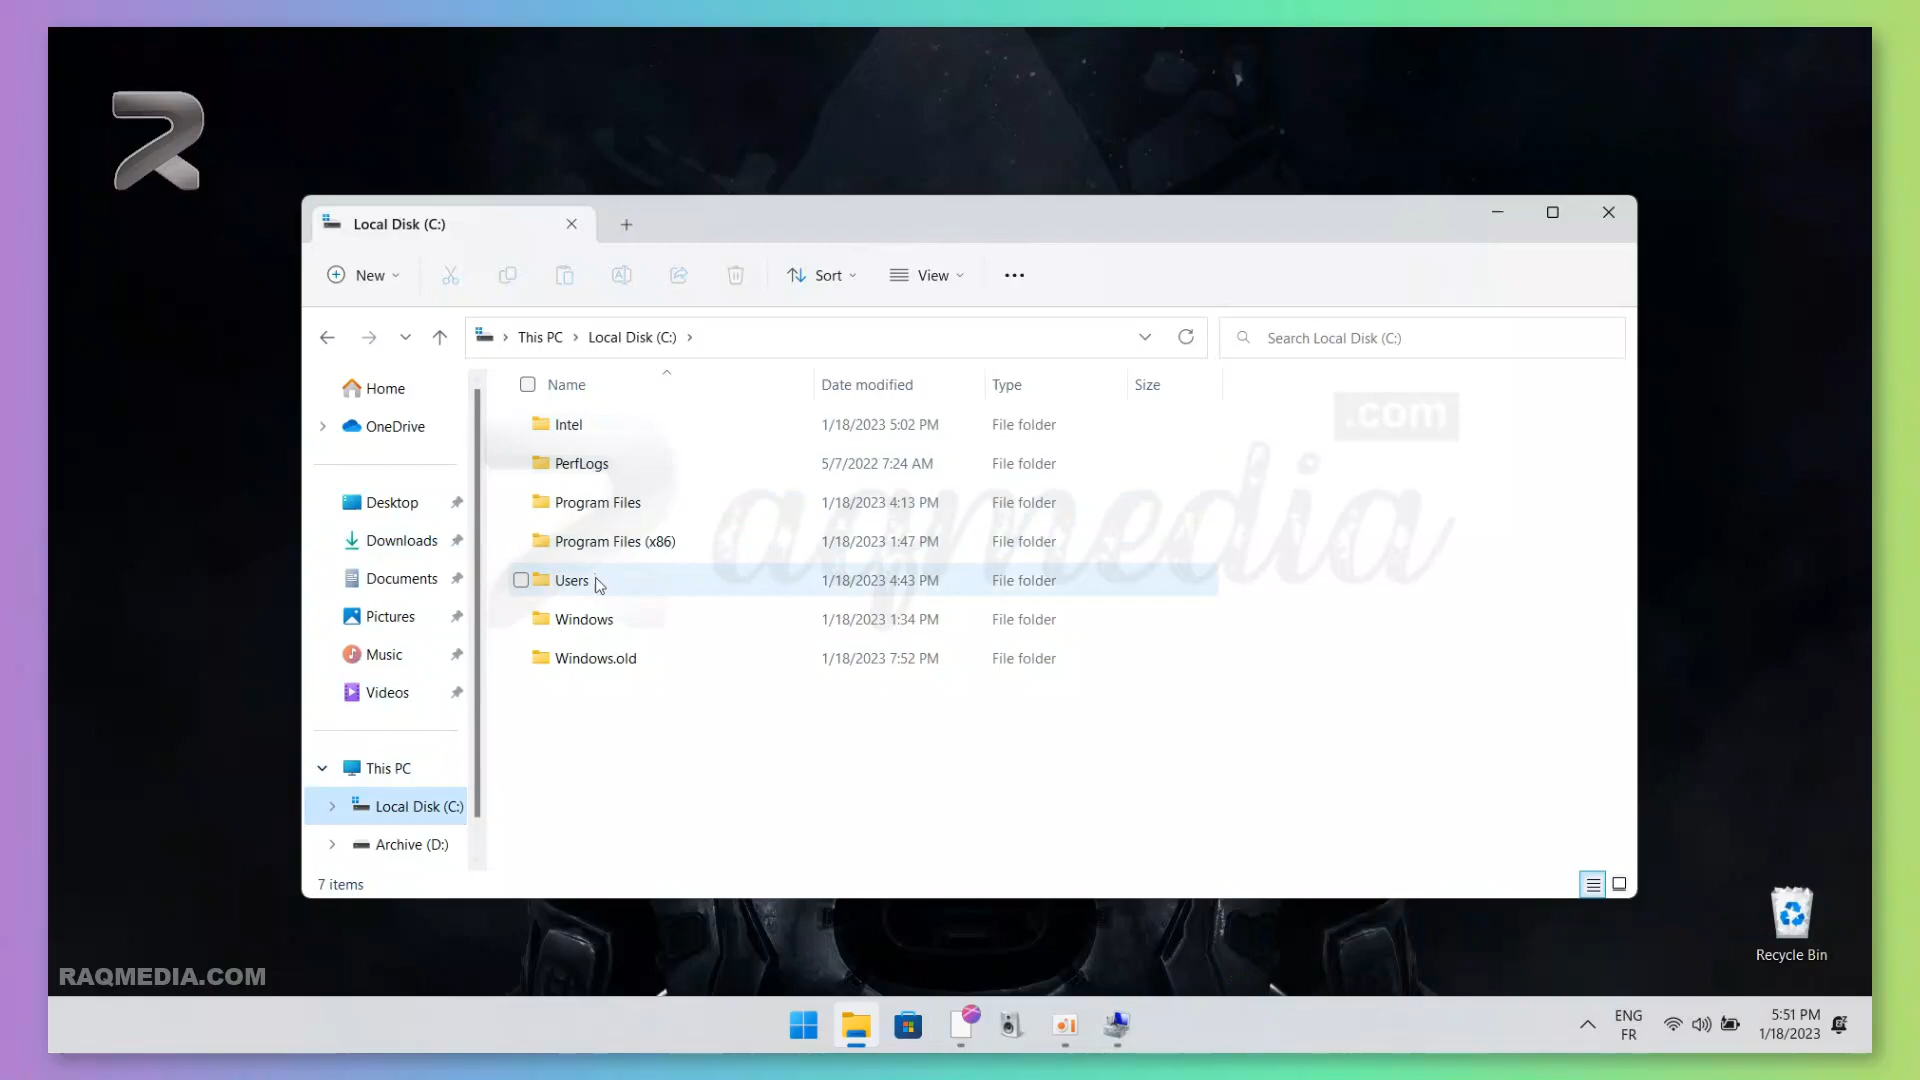 Local Disk (C:)
New
Sort
View
This PC
Local Disk (C:)
Search Local Disk (C:)
Home
OneDrive
Desktop
Downloads
Documents
Pictures
Music
Videos
This PC
Local Disk (C:)
Archive (D:)
Name Date modified Type Size
Intel 1/18/2023 5:02 PM File folder
PerfLogs 5/7/2022 7:24 AM File folder
Program Files 1/18/2023 4:13 PM File folder
Program Files (x86) 1/18/2023 1:47 PM File folder
Users 1/18/2023 4:43 PM File folder
Windows 1/18/2023 1:34 PM File folder
Windows.old 1/18/2023 7:52 PM File folder
.com
Raqmedia
7 items
Recycle Bin
RAQMEDIA.COM
ENG
FR
5:51 PM
1/18/2023